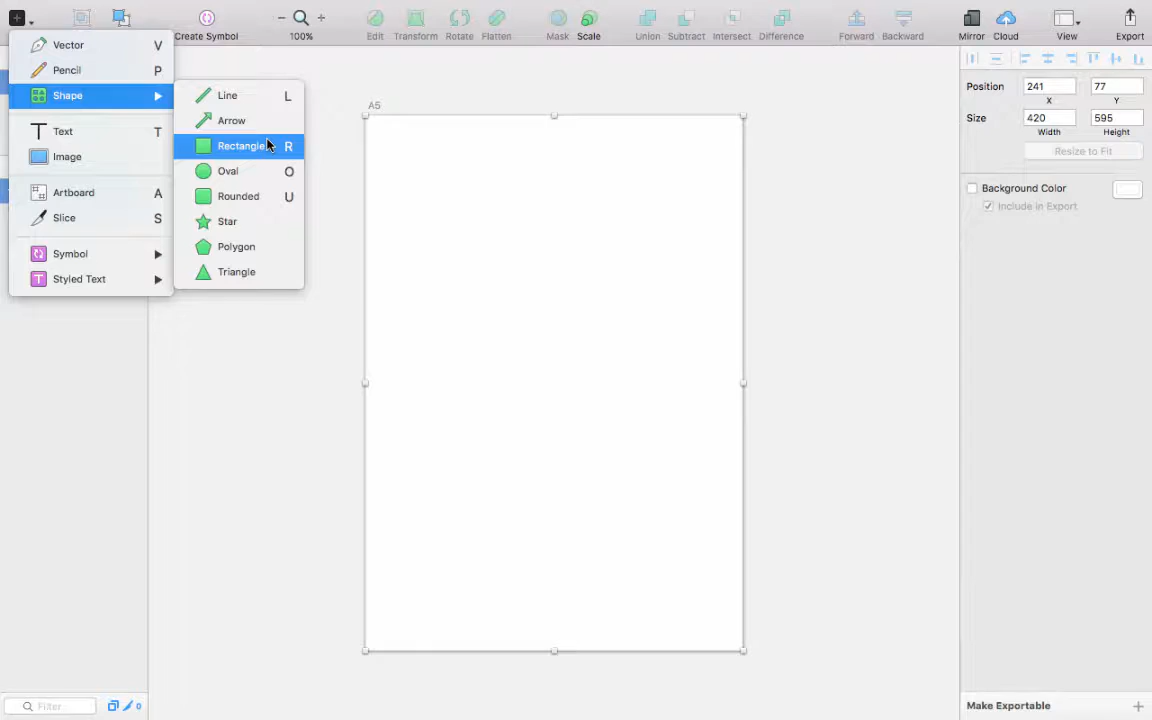 Create Symbol
100%
Edit
Transform
Rotate
Flatten
Mask
Scale
Union
Subtract
Intersect
Difference
Forward
Backward
Mirror
Cloud
View
Export
Vector V
Pencil P
Shape
Text T
Image
Artboard A
Slice S
Symbol
Styled Text
Line L
Arrow
Rectangle R
Oval O
Rounded U
Star
Polygon
Triangle
A5
Position 241 77
X Y
Size 420 595
Width Height
Resize to Fit
Background Color
Include in Export
Filter
0
Make Exportable